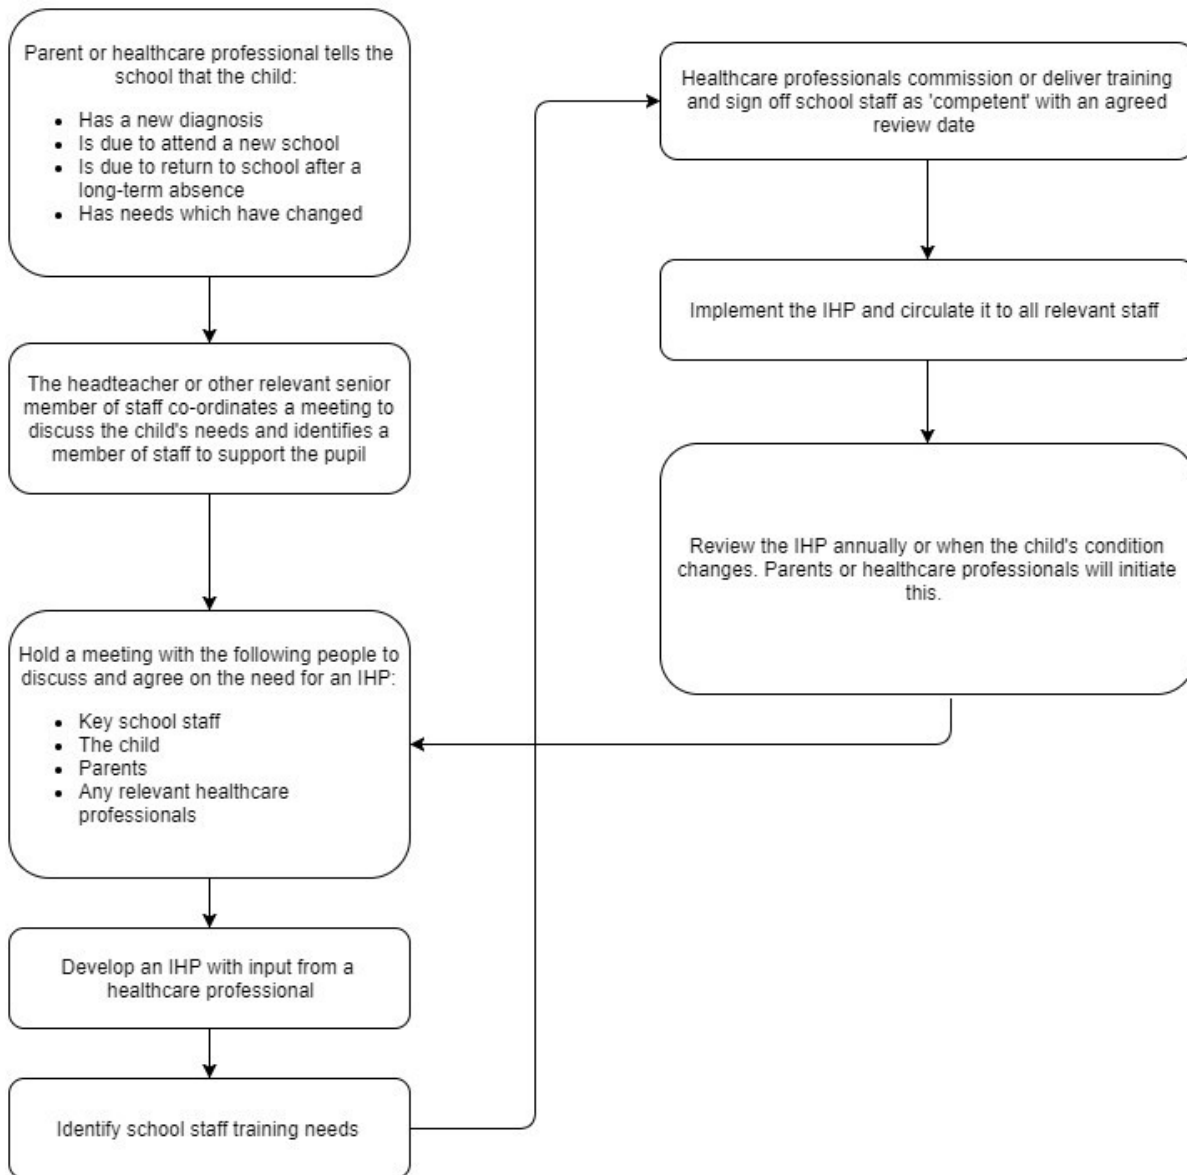 Parent or healthcare professional tells the
school that the child:
• Has a new diagnosis
• Is due to attend a new school
• Is due to return to school after a
long-term absence
• Has needs which have changed
The headteacher or other relevant senior
member of staff co-ordinates a meeting to
discuss the child's needs and identifies a
member of staff to support the pupil
Hold a meeting with the following people to
discuss and agree on the need for an IHP:
• Key school staff
• The child
• Parents
• Any relevant healthcare
professionals
Develop an IHP with input from a
healthcare professional
Identify school staff training needs
Healthcare professionals commission or deliver training
and sign off school staff as 'competent' with an agreed
review date
Implement the IHP and circulate it to all relevant staff
Review the IHP annually or when the child's condition
changes. Parents or healthcare professionals will initiate
this.